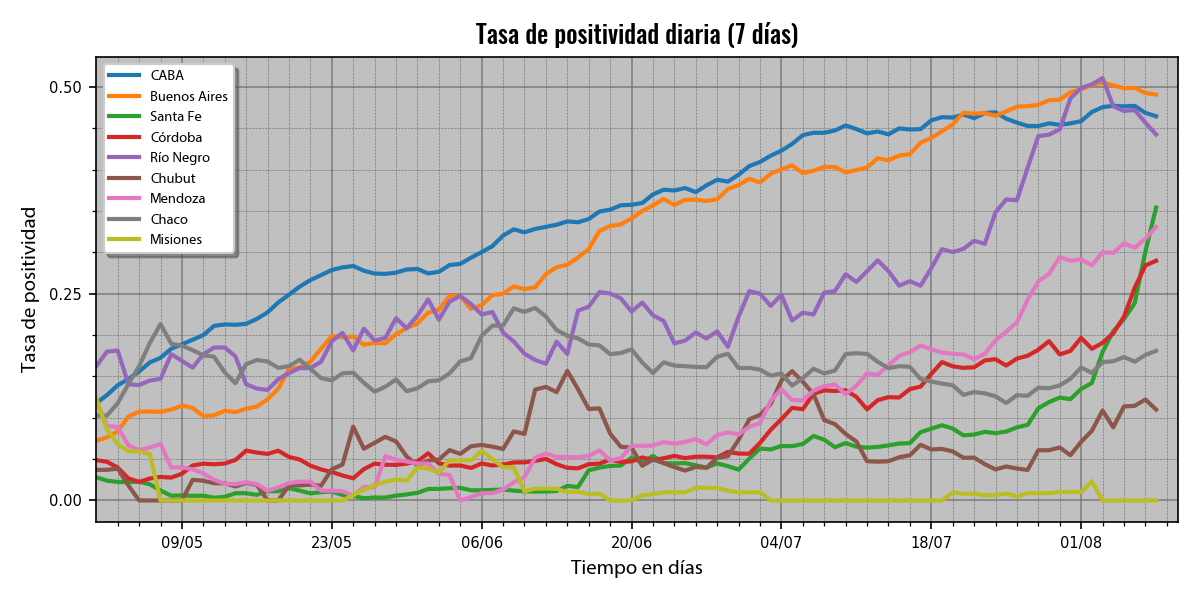 Tasa de positividad diaria (7 días)
CABA
Buenos Aires
Santa Fe
Córdoba
Río Negro
Chubut
Mendoza
Chaco
Misiones
Tasa de positividad
0.50
0.25
0.00
09/05 23/05 06/06 20/06 04/07 18/07 01/08
Tiempo en días